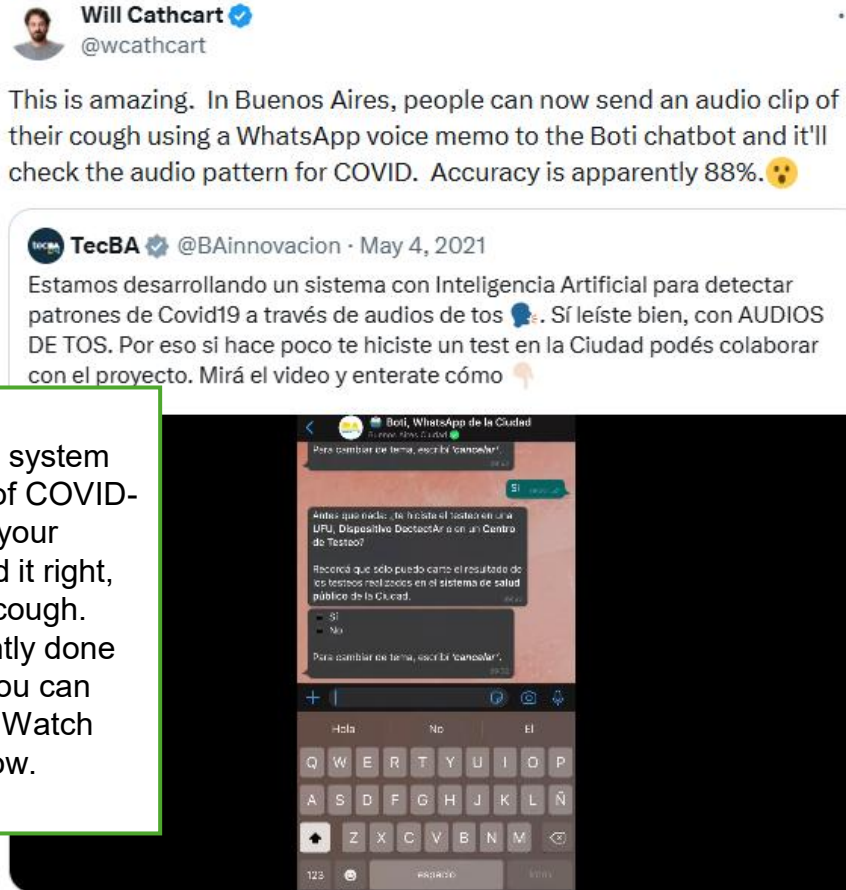 Will Cathcart
@wcathcart
This is amazing. In Buenos Aires, people can now send an audio clip of
their cough using a WhatsApp voice memo to the Boti chatbot and it'll
check the audio pattern for COVID. Accuracy is apparently 88%.😮
TecBA @BAinnovacion · May 4, 2021
Estamos desarrollando un sistema con Inteligencia Artificial para detectar
patrones de Covid19 a través de audios de tos 🗣️. Sí leíste bien, con AUDIOS
DE TOS. Por eso si hace poco te hiciste un test en la Ciudad podés colaborar
con el proyecto. Mirá el video y enterate cómo 👇🏻
system
of COVID-
your
d it right,
cough.
ntly done
ou can
Watch
ow.
Boti, WhatsApp de la Ciudad
Buenos Aires Ciudad
Para cambiar de tema, escribí 'cancelar'.
Sí
Antes que nada: ¿te hiciste el testeo en una
UFU, Dispositivo DectectAr o en un Centro
de Testeo?
Recordá que sólo puedo darte el resultado de
los testeos realizados en el sistema de salud
público de la Ciudad.
Sí
No
Para cambiar de tema, escribí 'cancelar'.
Hola No El
Q W E R T Y U I O P
A S D F G H J K L Ñ
Z X C V B N M
123 espacio